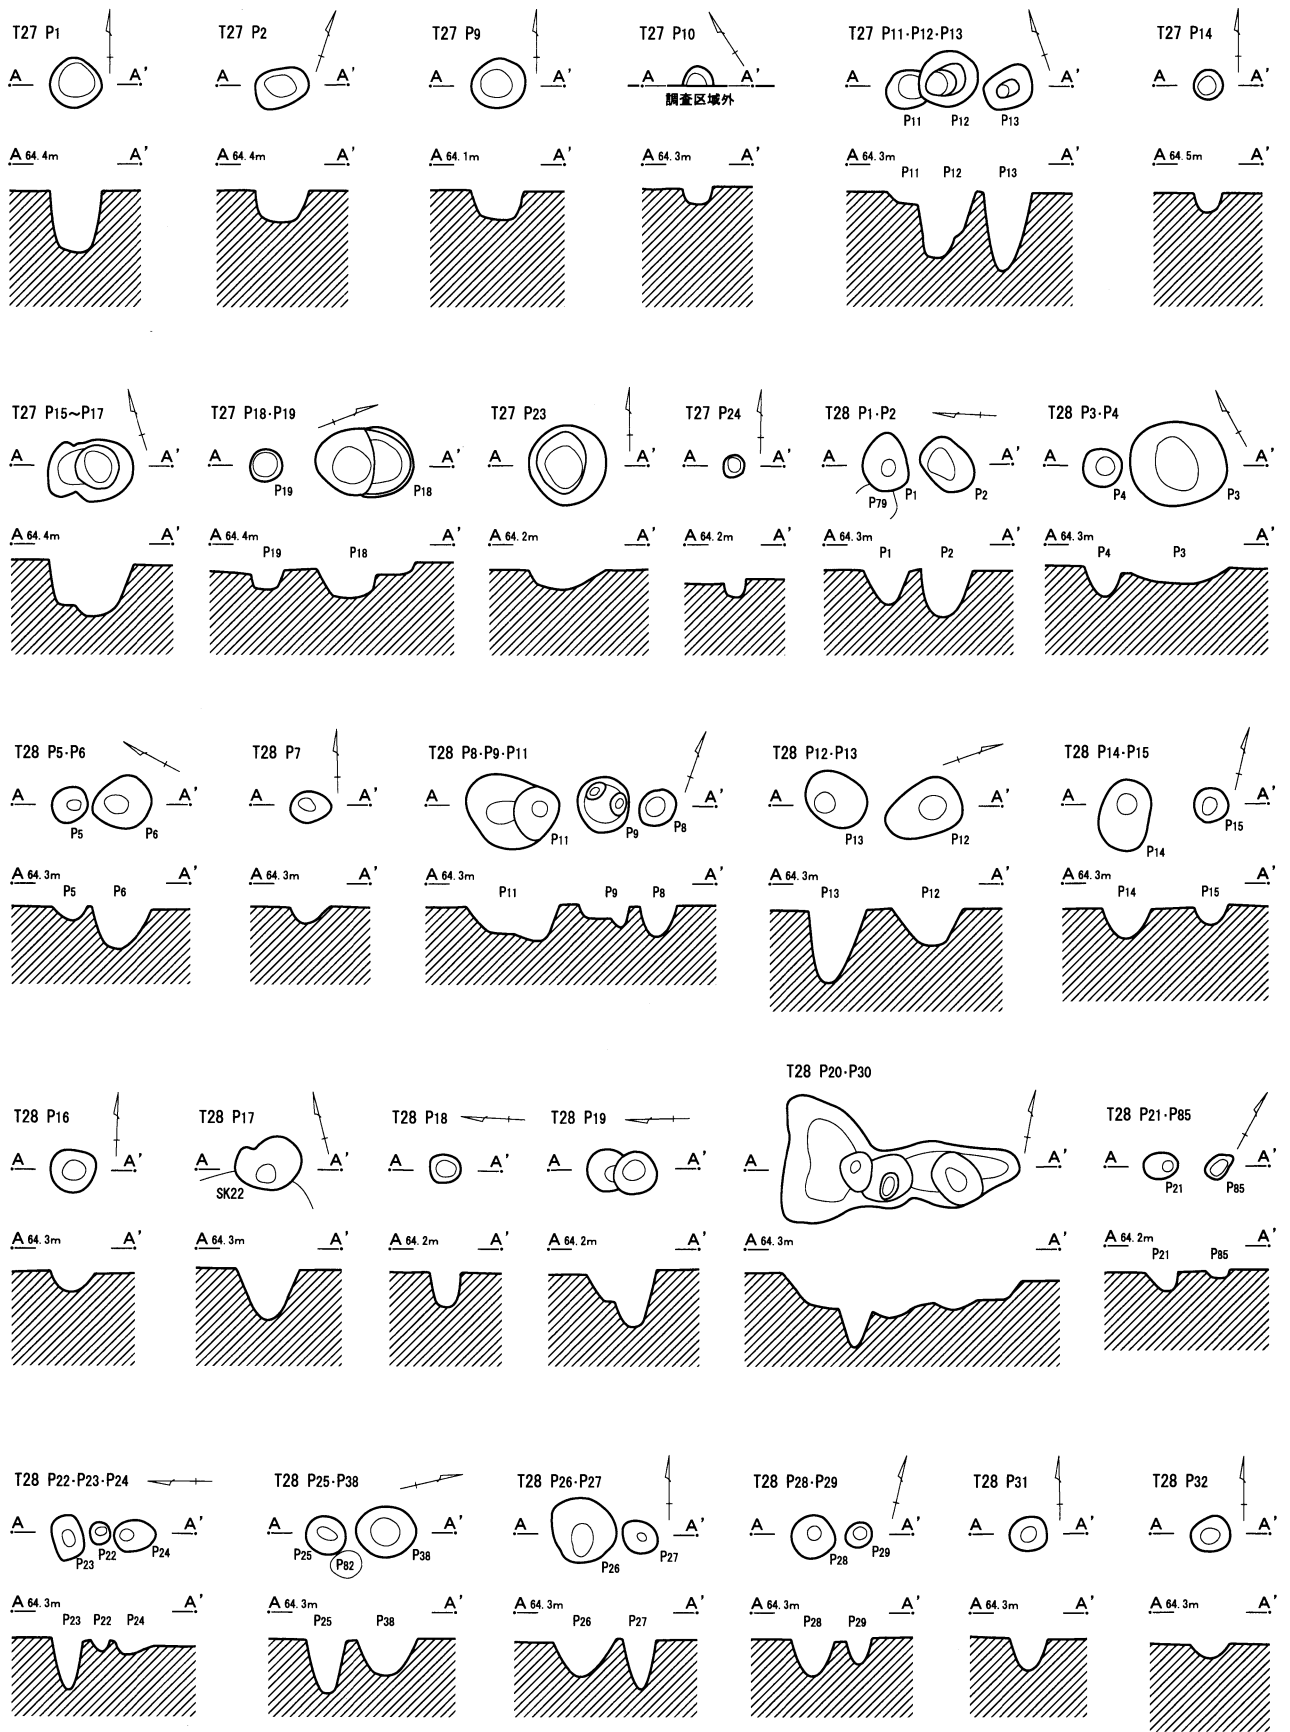 T27 P1
A A'
A 64.4m A'
T27 P2
A A'
A 64.4m A'
T27 P9
A A'
A 64.1m A'
T27 P10
A A'
調査区域外
A 64.3m A'
T27 P11·P12·P13
A A'
P11 P12 P13
A 64.3m A'
P11 P12 P13
T27 P14
A A'
A 64.5m A'
T27 P15~P17
A A'
A 64.4m A'
T27 P18·P19
A A'
P19 P18
A 64.4m A'
P19 P18
T27 P23
A A'
A 64.2m A'
T27 P24
A A'
A 64.2m A'
T28 P1·P2
A A'
P79 P1 P2
A 64.3m A'
P1 P2
T28 P3·P4
A A'
P4 P3
A 64.3m A'
P4 P3
T28 P5·P6
A A'
P5 P6
A 64.3m A'
P5 P6
T28 P7
A A'
A 64.3m A'
T28 P8·P9·P11
A A'
P11 P9 P8
A 64.3m A'
P11 P9 P8
T28 P12·P13
A A'
P13 P12
A 64.3m A'
P13 P12
T28 P14·P15
A A'
P14 P15
A 64.3m A'
P14 P15
T28 P16
A A'
A 64.3m A'
T28 P17
A A'
SK22
A 64.3m A'
T28 P18
A A'
A 64.2m A'
T28 P19
A A'
A 64.2m A'
T28 P20·P30
A A'
A 64.3m A'
T28 P21·P85
A A'
P21 P85
A 64.2m A'
P21 P85
T28 P22·P23·P24
A A'
P23 P22 P24
A 64.3m A'
P23 P22 P24
T28 P25·P38
A A'
P25 P82 P38
A 64.3m A'
P25 P38
T28 P26·P27
A A'
P26 P27
A 64.3m A'
P26 P27
T28 P28·P29
A A'
P28 P29
A 64.3m A'
P28 P29
T28 P31
A A'
A 64.3m A'
T28 P32
A A'
A 64.3m A'